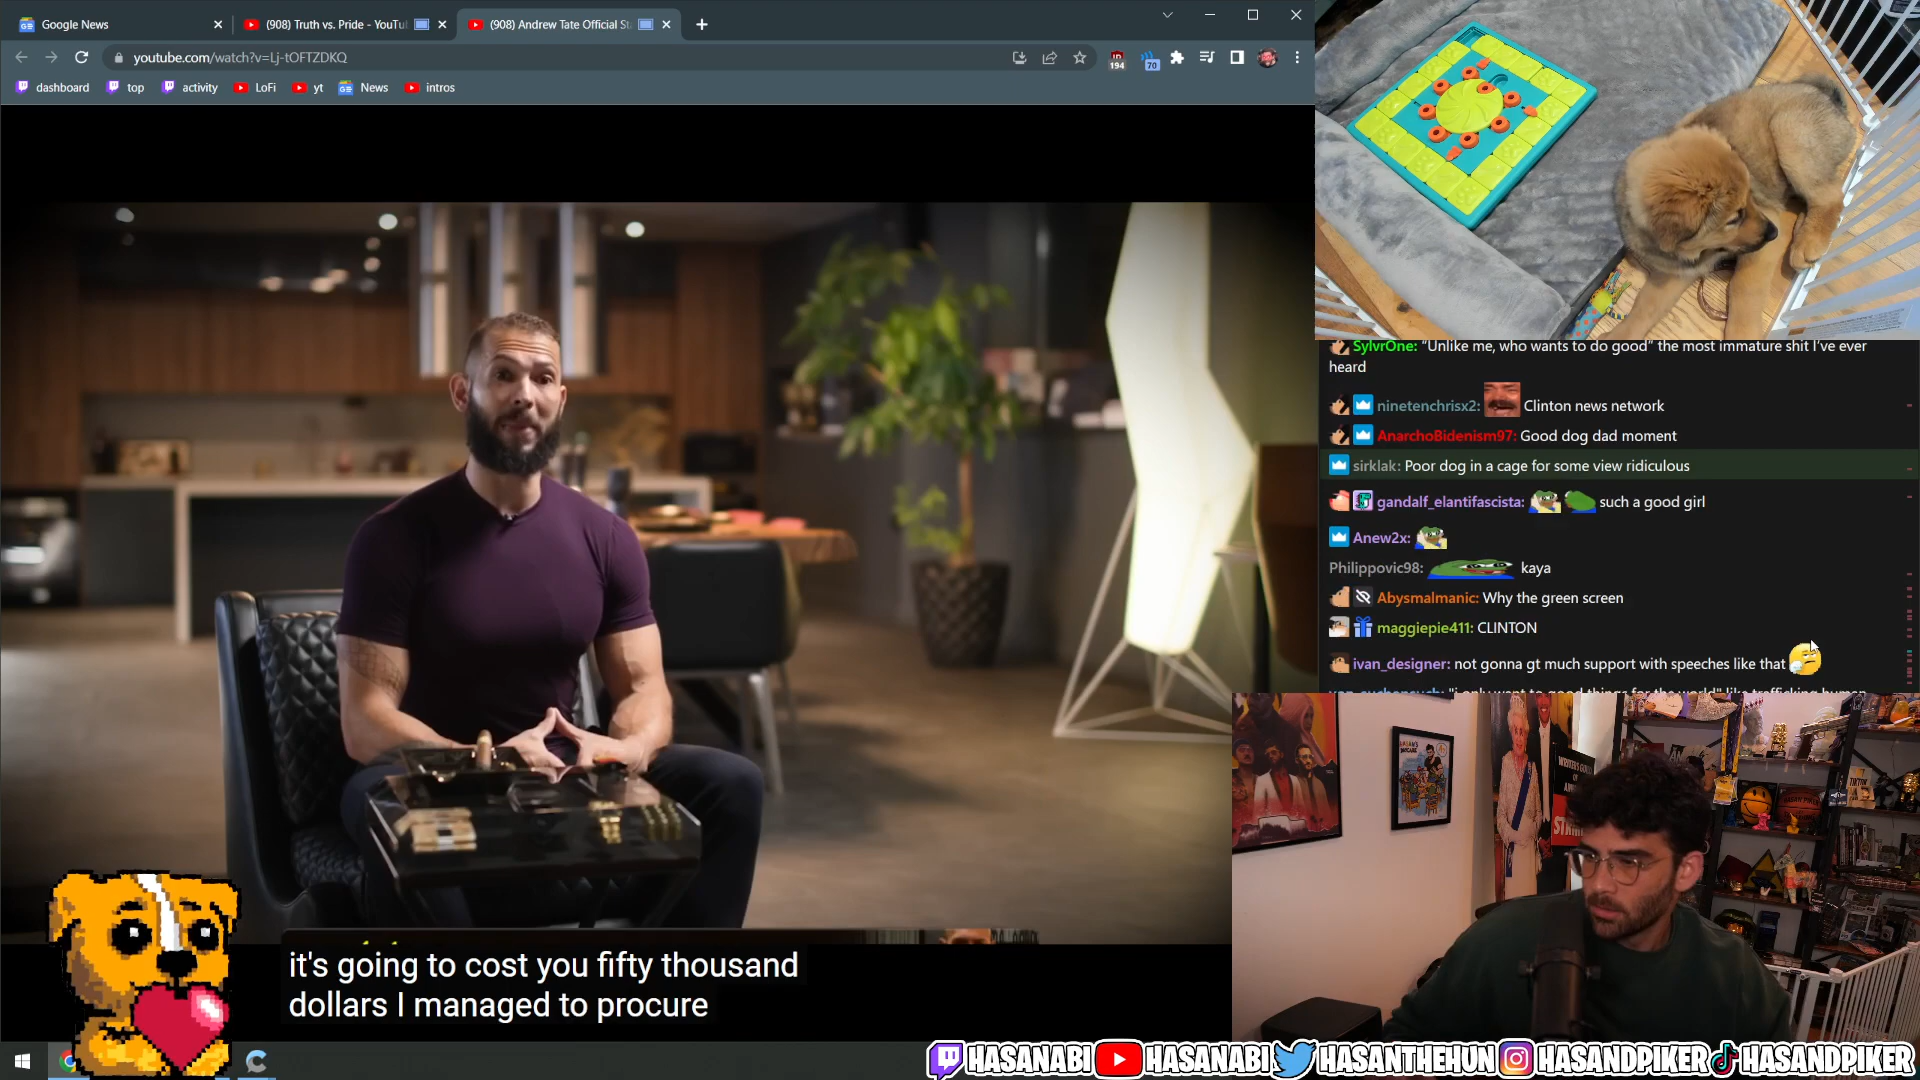 Google News
(908) Truth vs. Pride - YouTu
(908) Andrew Tate Official St
youtube.com/watch?v=Lj-tOFTZDKQ
194
70
dashboard
top
activity
LoFi
yt
News
intros
SylvrOne: “Unlike me, who wants to do good” the most immature shit I’ve ever
heard
ninetenchrisx2: Clinton news network
AnarchoBidenism97: Good dog dad moment
sirklak: Poor dog in a cage for some view ridiculous
gandalf_elantifascista: such a good girl
Anew2x:
Philippovic98: kaya
Abysmalmanic: Why the green screen
maggiepie411: CLINTON
ivan_designer: not gonna gt much support with speeches like that
it's going to cost you fifty thousand
dollars I managed to procure
HASANABI HASANABI HASANTHEHUN HASANDPIKER HASANDPIKER